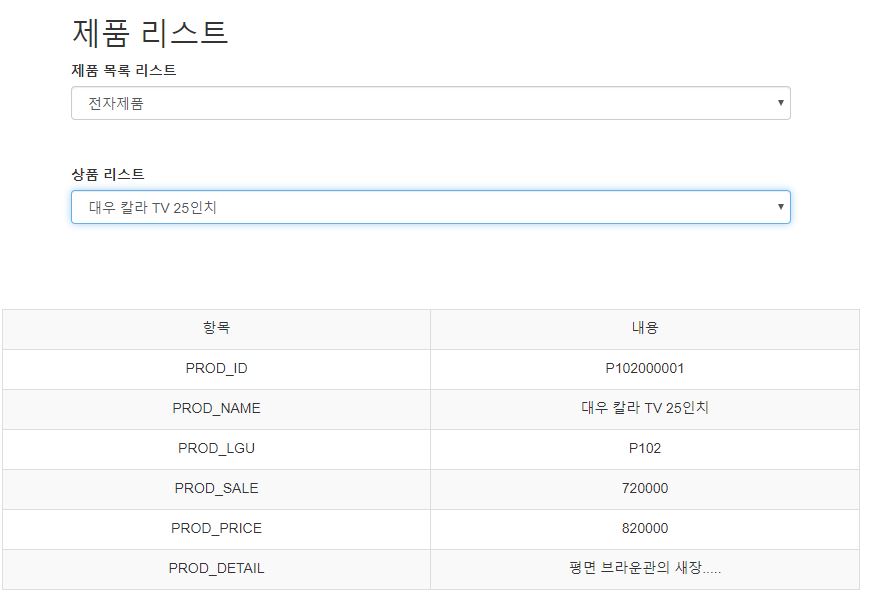 제품 리스트
제품 목록 리스트
전자제품
상품 리스트
대우 칼라 TV 25인치
항목 내용
PROD_ID P102000001
PROD_NAME 대우 칼라 TV 25인치
PROD_LGU P102
PROD_SALE 720000
PROD_PRICE 820000
PROD_DETAIL 평면 브라운관의 새장.....